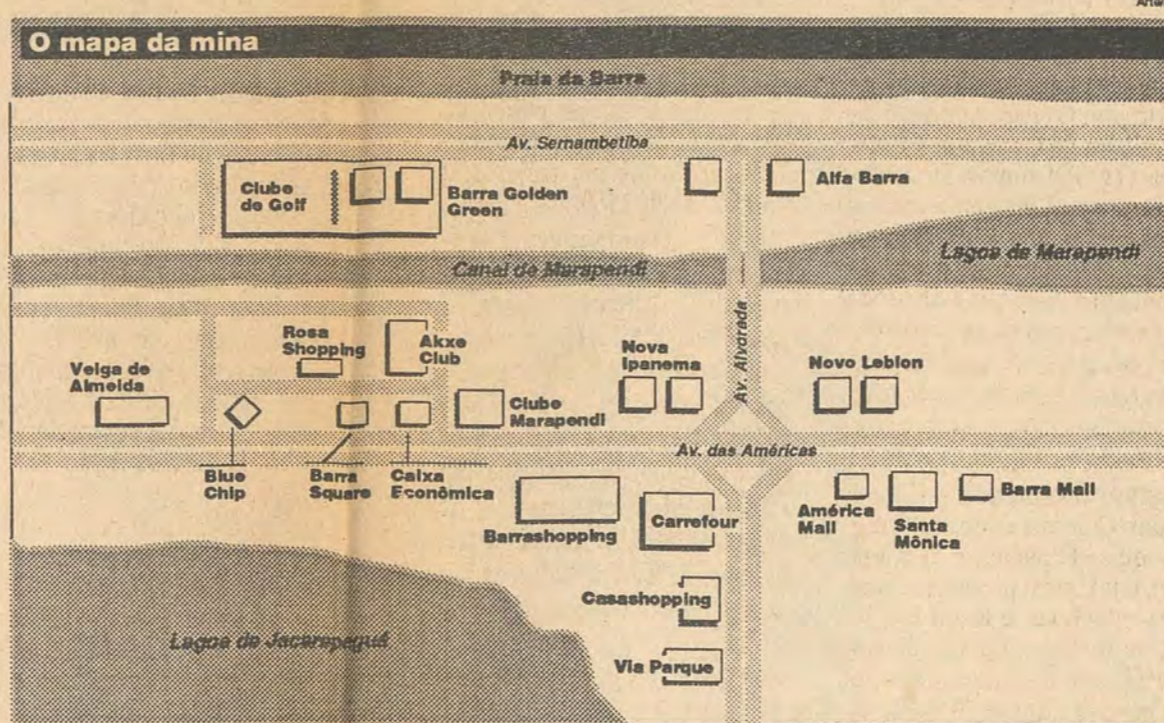 O mapa da mina
Praia da Barra
Av. Sernambetiba
Clube
de Golf
Barra Golden
Green
Alfa Barra
Lagoa de Marapendi
Canal de Marapendi
Av. Alvorada
Rosa
Shopping
Akxe
Club
Veiga de
Almeida
Nova
Ipanema
Novo Leblon
Clube
Marapendi
Av. das Américas
Blue
Chip
Barra
Square
Caixa
Econômica
Barrashopping
Carrefour
América
Mall
Santa
Mônica
Barra Mall
Casashopping
Lagoa de Jacarepaguá
Via Parque